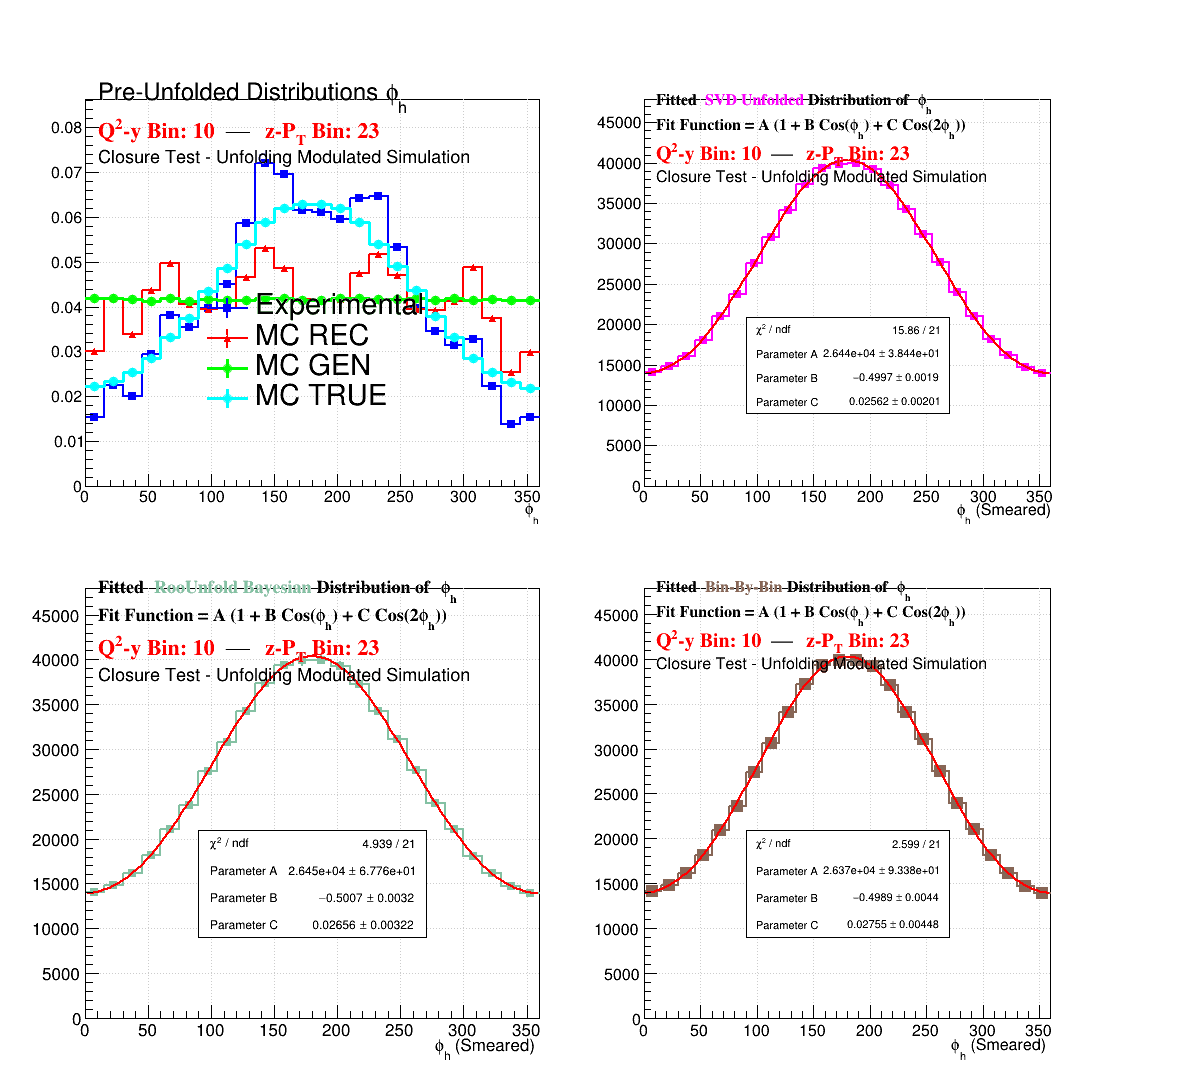 Pre-Unfolded Distributions ϕh
Q²-y Bin: 10 — z-PT Bin: 23
Closure Test - Unfolding Modulated Simulation
0.08
0.07
0.06
0.05
0.04
0.03
0.02
0.01
0
Experimental
MC REC
MC GEN
MC TRUE
0 50 100 150 200 250 300 350
ϕh
Fitted SVD Unfolded Distribution of ϕh
Fit Function = A (1 + B Cos(ϕh) + C Cos(2ϕh))
Q²-y Bin: 10 — z-PT Bin: 23
Closure Test - Unfolding Modulated Simulation
45000
40000
35000
30000
25000
20000
15000
10000
5000
0
χ² / ndf 15.86 / 21
Parameter A 2.644e+04 ± 3.844e+01
Parameter B −0.4997 ± 0.0019
Parameter C 0.02562 ± 0.00201
0 50 100 150 200 250 300 350
ϕh (Smeared)
Fitted RooUnfold Bayesian Distribution of ϕh
Fit Function = A (1 + B Cos(ϕh) + C Cos(2ϕh))
Q²-y Bin: 10 — z-PT Bin: 23
Closure Test - Unfolding Modulated Simulation
45000
40000
35000
30000
25000
20000
15000
10000
5000
0
χ² / ndf 4.939 / 21
Parameter A 2.645e+04 ± 6.776e+01
Parameter B −0.5007 ± 0.0032
Parameter C 0.02656 ± 0.00322
0 50 100 150 200 250 300 350
ϕh (Smeared)
Fitted Bin-By-Bin Distribution of ϕh
Fit Function = A (1 + B Cos(ϕh) + C Cos(2ϕh))
Q²-y Bin: 10 — z-PT Bin: 23
Closure Test - Unfolding Modulated Simulation
45000
40000
35000
30000
25000
20000
15000
10000
5000
0
χ² / ndf 2.599 / 21
Parameter A 2.637e+04 ± 9.338e+01
Parameter B −0.4989 ± 0.0044
Parameter C 0.02755 ± 0.00448
0 50 100 150 200 250 300 350
ϕh (Smeared)